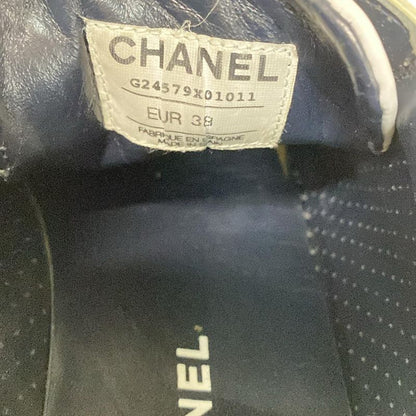 CHANEL
G24579X01011
EUR 38
FABRIQUE EN ESPAGNE
MADE IN SPAIN
NEL